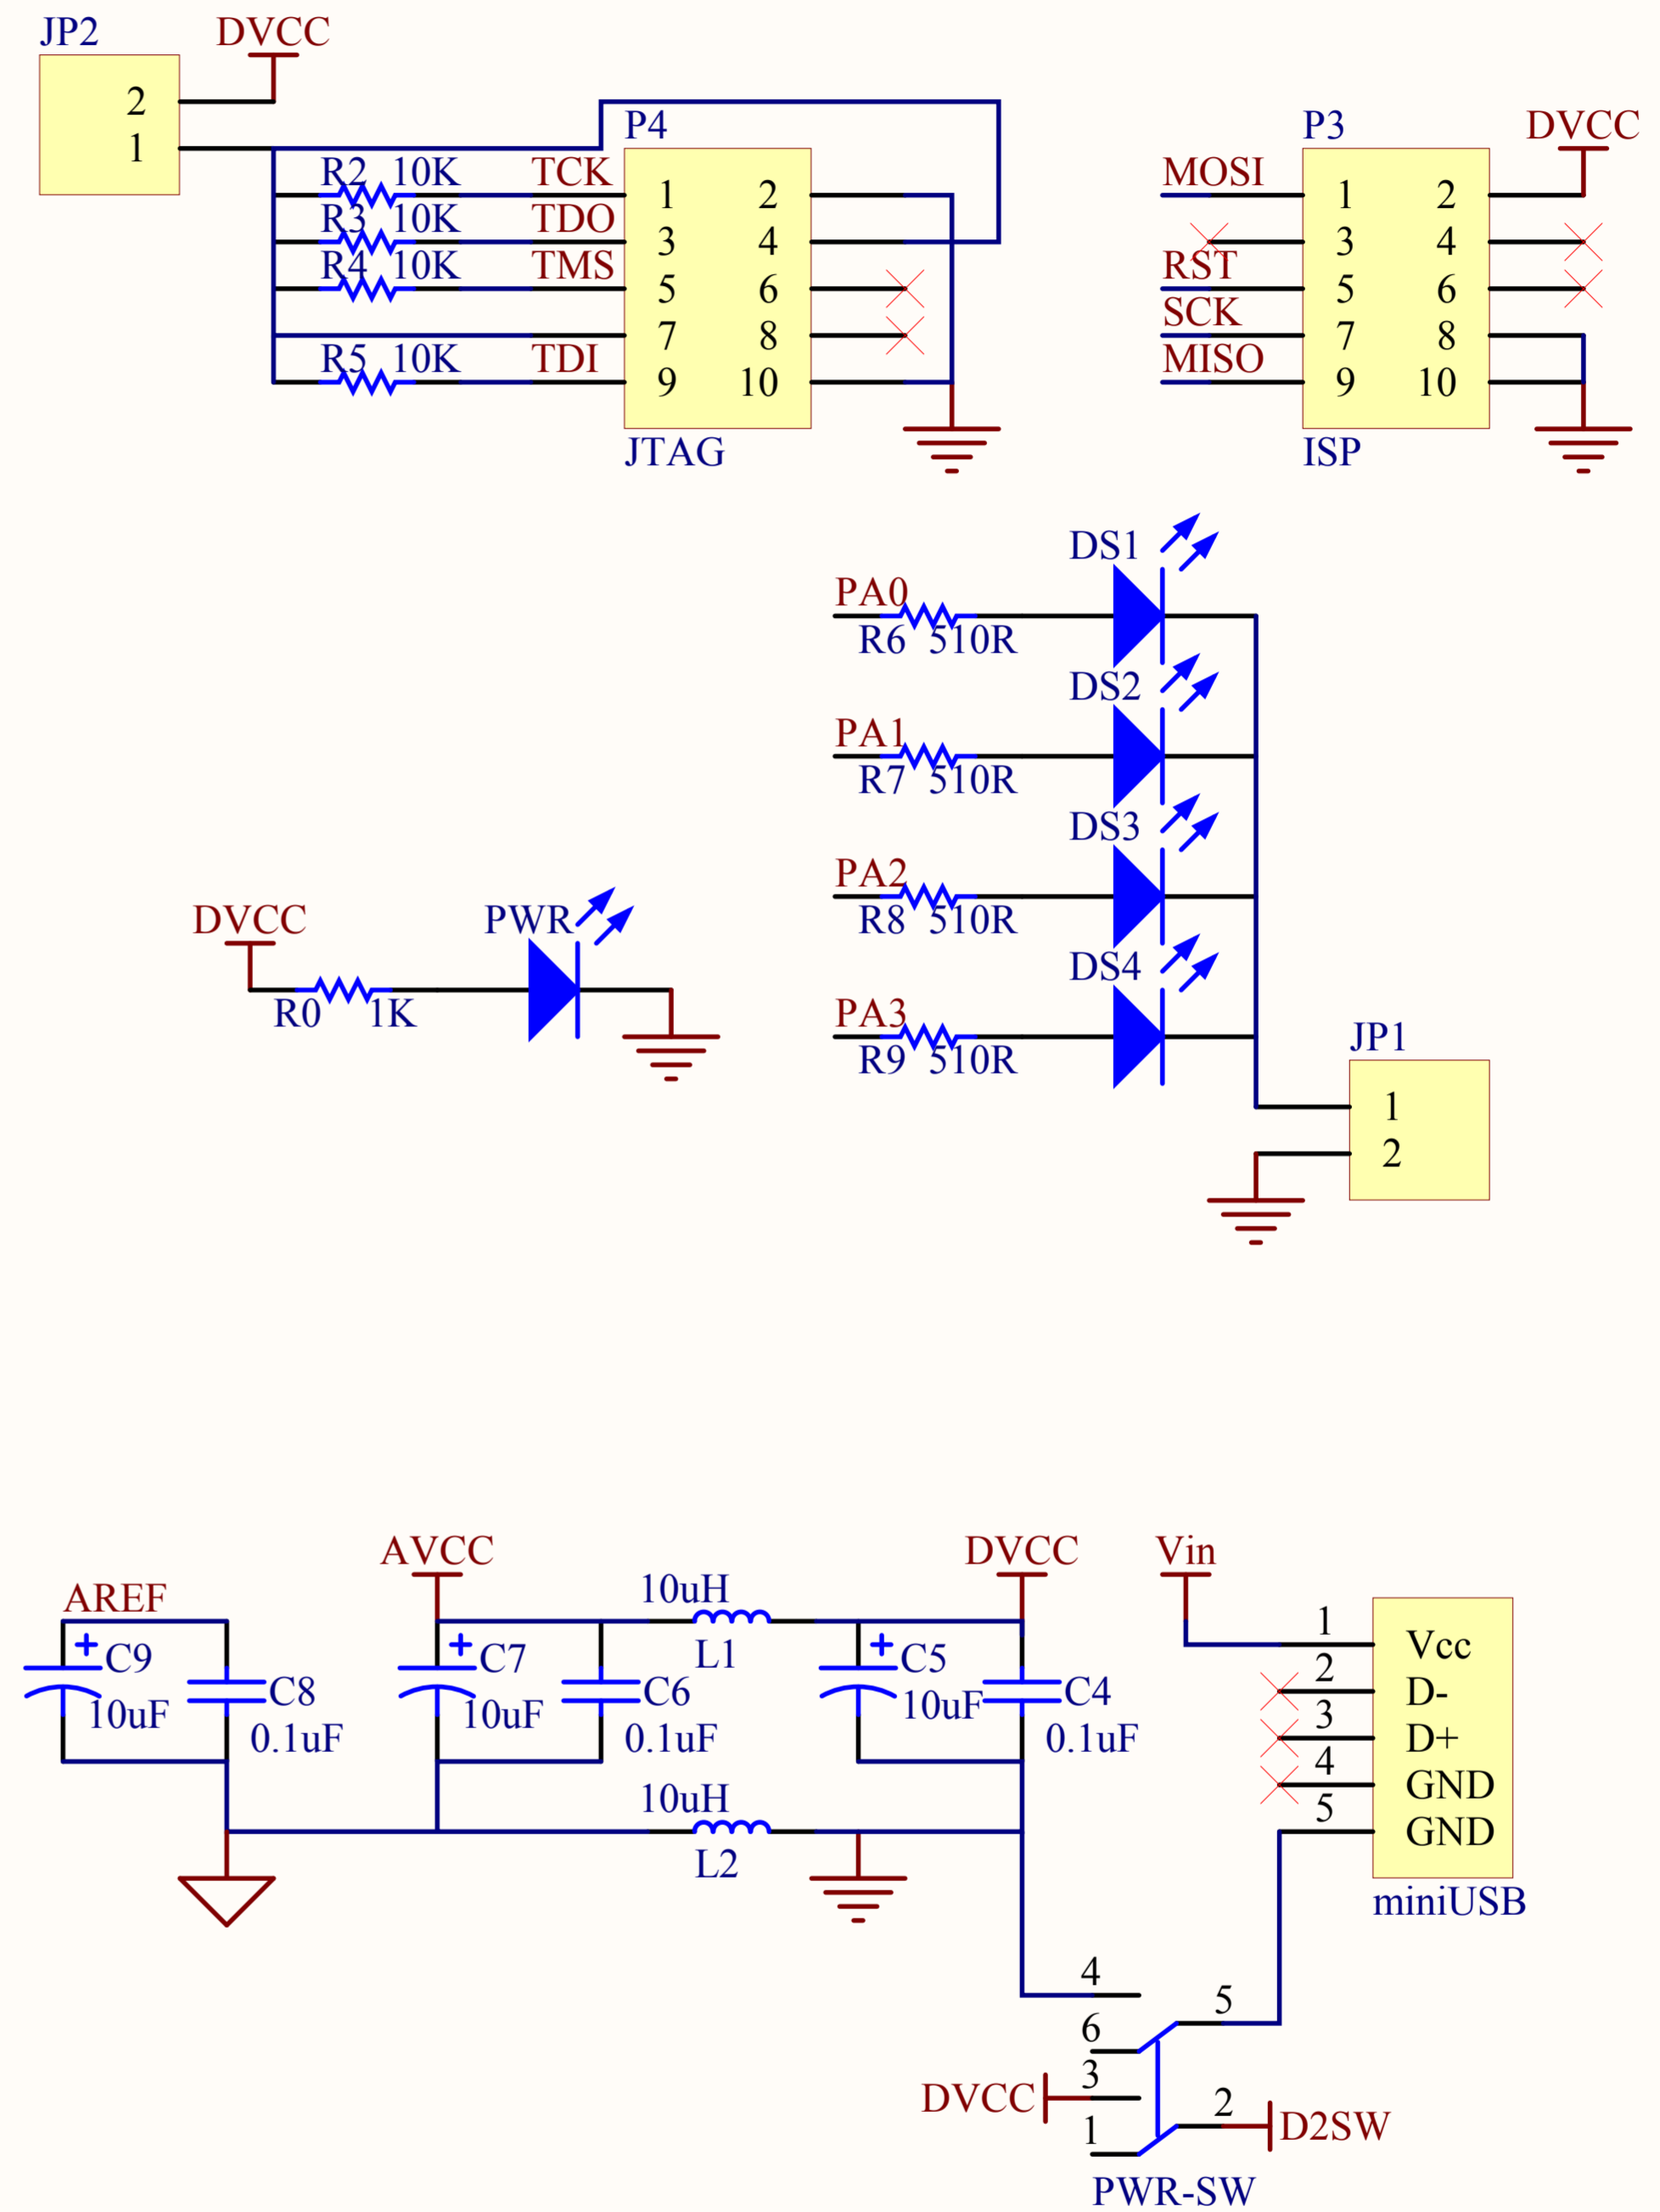 JP2
DVCC
2
1
P4
R2 10K TCK
R3 10K TDO
R4 10K TMS
R5 10K TDI
1 2
3 4
5 6
7 8
9 10
JTAG
P3
DVCC
MOSI
RST
SCK
MISO
1 2
3 4
5 6
7 8
9 10
ISP
DS1
PA0
R6 510R
DS2
PA1
R7 510R
DS3
PA2
R8 510R
DS4
PA3
R9 510R
JP1
1
2
DVCC
PWR
R0 1K
AREF
+ C9
10uF
C8
0.1uF
AVCC
+ C7
10uF
C6
0.1uF
10uH
L1
10uH
L2
DVCC
+ C5
10uF
C4
0.1uF
Vin
1 Vcc
2 D-
3 D+
4 GND
5 GND
miniUSB
4
5
6
3
DVCC
2
D2SW
1
PWR-SW